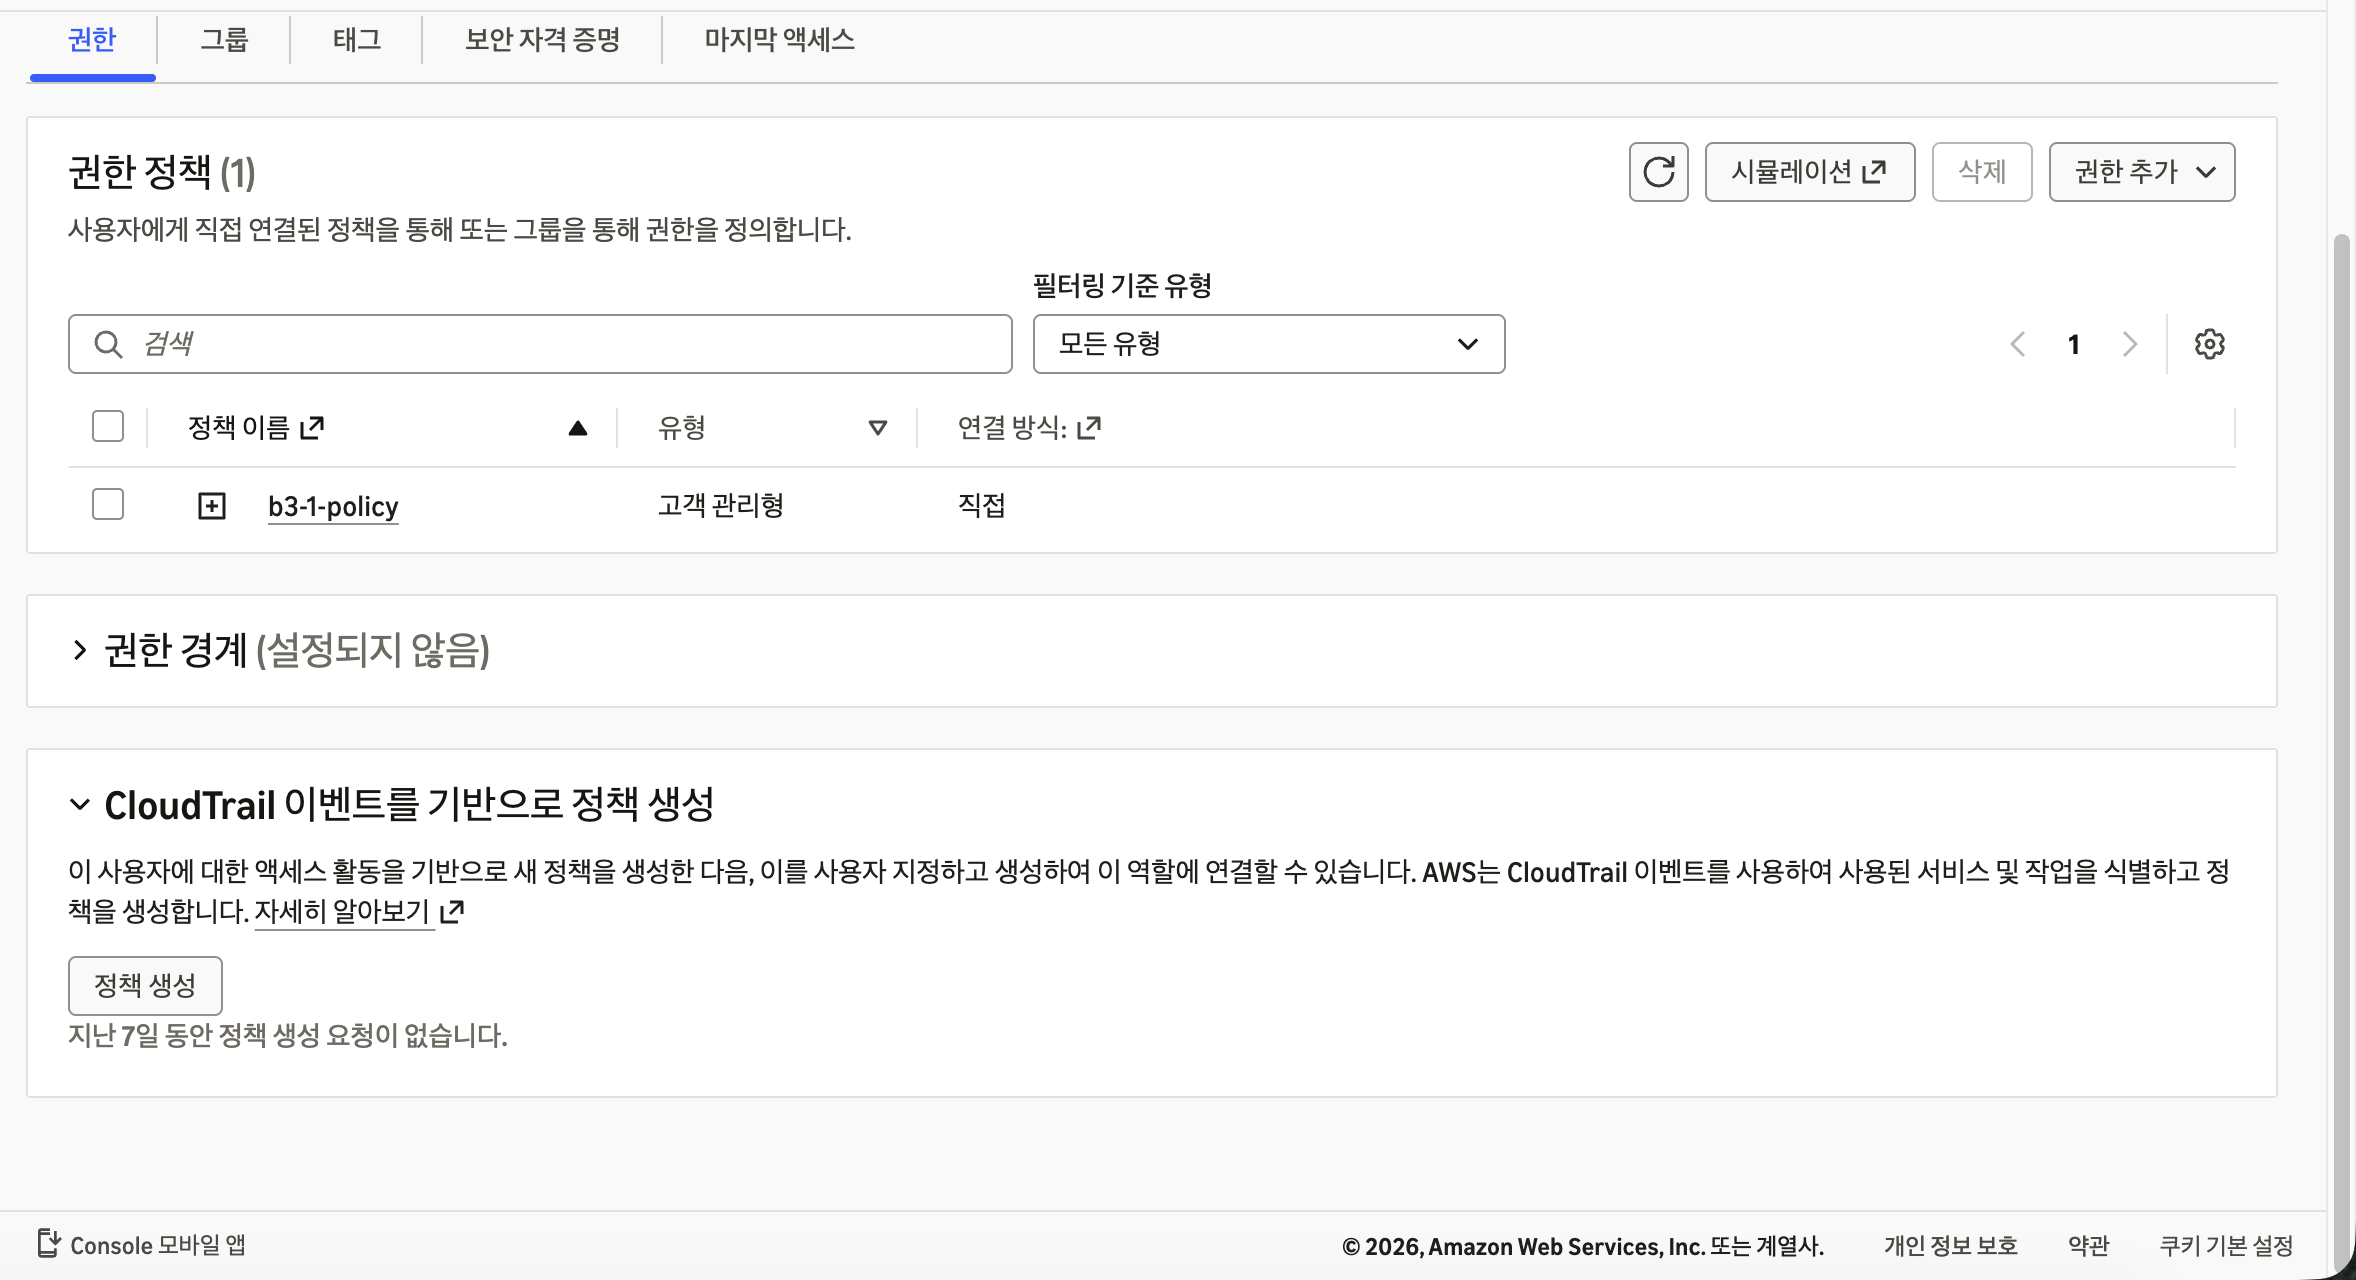 권한 그룹 태그 보안 자격 증명 마지막 액세스
권한 정책 (1)
시뮬레이션 삭제 권한 추가
사용자에게 직접 연결된 정책을 통해 또는 그룹을 통해 권한을 정의합니다.
필터링 기준 유형
검색 모든 유형 1
정책 이름 유형 연결 방식:
b3-1-policy 고객 관리형 직접
권한 경계 (설정되지 않음)
CloudTrail 이벤트를 기반으로 정책 생성
이 사용자에 대한 액세스 활동을 기반으로 새 정책을 생성한 다음, 이를 사용자 지정하고 생성하여 이 역할에 연결할 수 있습니다. AWS는 CloudTrail 이벤트를 사용하여 사용된 서비스 및 작업을 식별하고 정
책을 생성합니다. 자세히 알아보기
정책 생성
지난 7일 동안 정책 생성 요청이 없습니다.
Console 모바일 앱 © 2026, Amazon Web Services, Inc. 또는 계열사. 개인 정보 보호 약관 쿠키 기본 설정